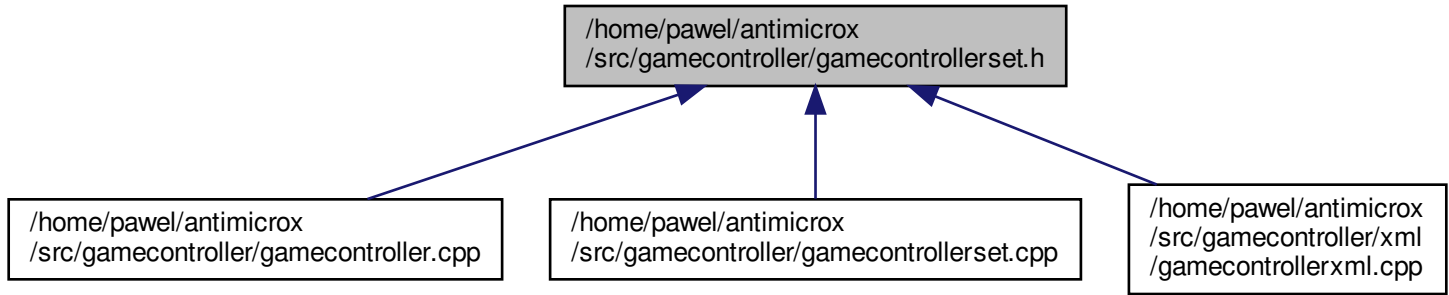 /home/pawel/antimicrox
/src/gamecontroller/gamecontrollerset.h
/home/pawel/antimicrox
/src/gamecontroller/gamecontroller.cpp
/home/pawel/antimicrox
/src/gamecontroller/gamecontrollerset.cpp
/home/pawel/antimicrox
/src/gamecontroller/xml
/gamecontrollerxml.cpp